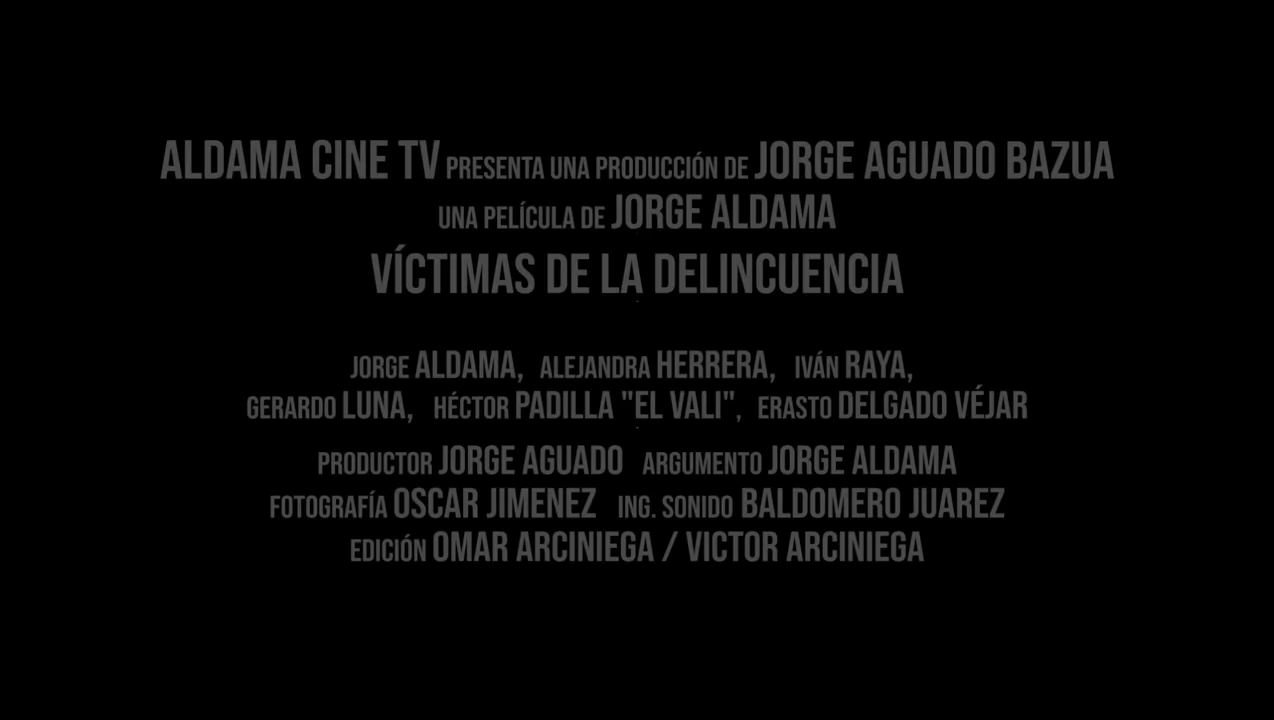 ALDAMA CINE TV PRESENTA UNA PRODUCCIÓN DE JORGE AGUADO BAZUA
UNA PELÍCULA DE JORGE ALDAMA
VÍCTIMAS DE LA DELINCUENCIA
JORGE ALDAMA, ALEJANDRA HERRERA, IVÁN RAYA,
GERARDO LUNA, HÉCTOR PADILLA "EL VALI", ERASTO DELGADO VÉJAR
PRODUCTOR JORGE AGUADO ARGUMENTO JORGE ALDAMA
FOTOGRAFÍA OSCAR JIMENEZ ING. SONIDO BALDOMERO JUAREZ
EDICIÓN OMAR ARCINIEGA / VICTOR ARCINIEGA